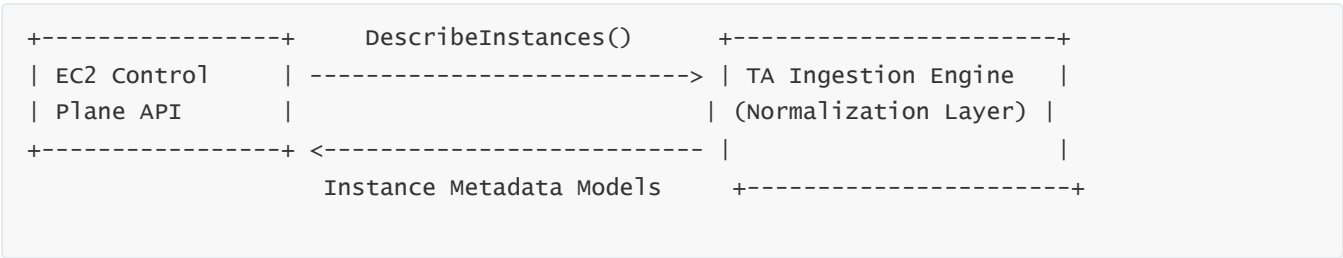 +-----------------+     DescribeInstances()      +-----------------------+
| EC2 Control     | ---------------------------> | TA Ingestion Engine   |
| Plane API       |                              | (Normalization Layer) |
+-----------------+ <--------------------------- |                       |
                     Instance Metadata Models     +-----------------------+